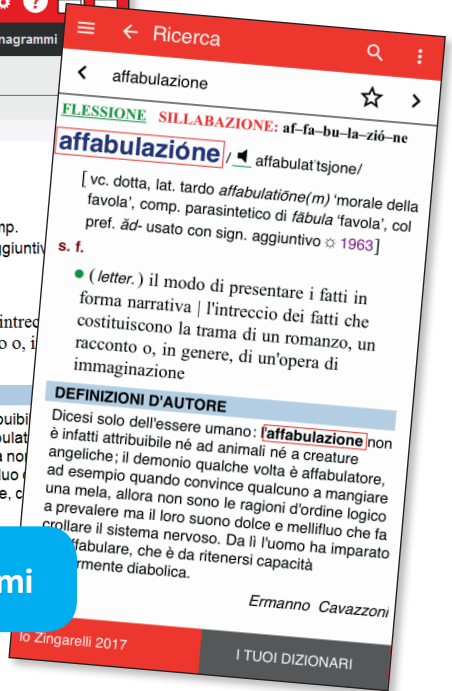 nagrammi
mp.
ggiuntiv
intrec
o o, i
Ricerca
affabulazione
FLESSIONE SILLABAZIONE: af–fa–bu–la–zió–ne
affabulazióne / affabulat'tsjone/
[ vc. dotta, lat. tardo affabulatiōne(m) 'morale della
favola', comp. parasintetico di fābula 'favola', col
pref. ăd- usato con sign. aggiuntivo ☼ 1963]
s. f.
● (letter.) il modo di presentare i fatti in
forma narrativa | l'intreccio dei fatti che
costituiscono la trama di un romanzo, un
racconto o, in genere, di un'opera di
immaginazione
DEFINIZIONI D'AUTORE
Dicesi solo dell'essere umano: l'affabulazione non
è infatti attribuibile né ad animali né a creature
angeliche; il demonio qualche volta è affabulatore,
ad esempio quando convince qualcuno a mangiare
una mela, allora non sono le ragioni d'ordine logico
a prevalere ma il loro suono dolce e mellifluo che fa
crollare il sistema nervoso. Da lì l'uomo ha imparato
ffabulare, che è da ritenersi capacità
rmente diabolica.
Ermanno Cavazzoni
mi
lo Zingarelli 2017
I TUOI DIZIONARI